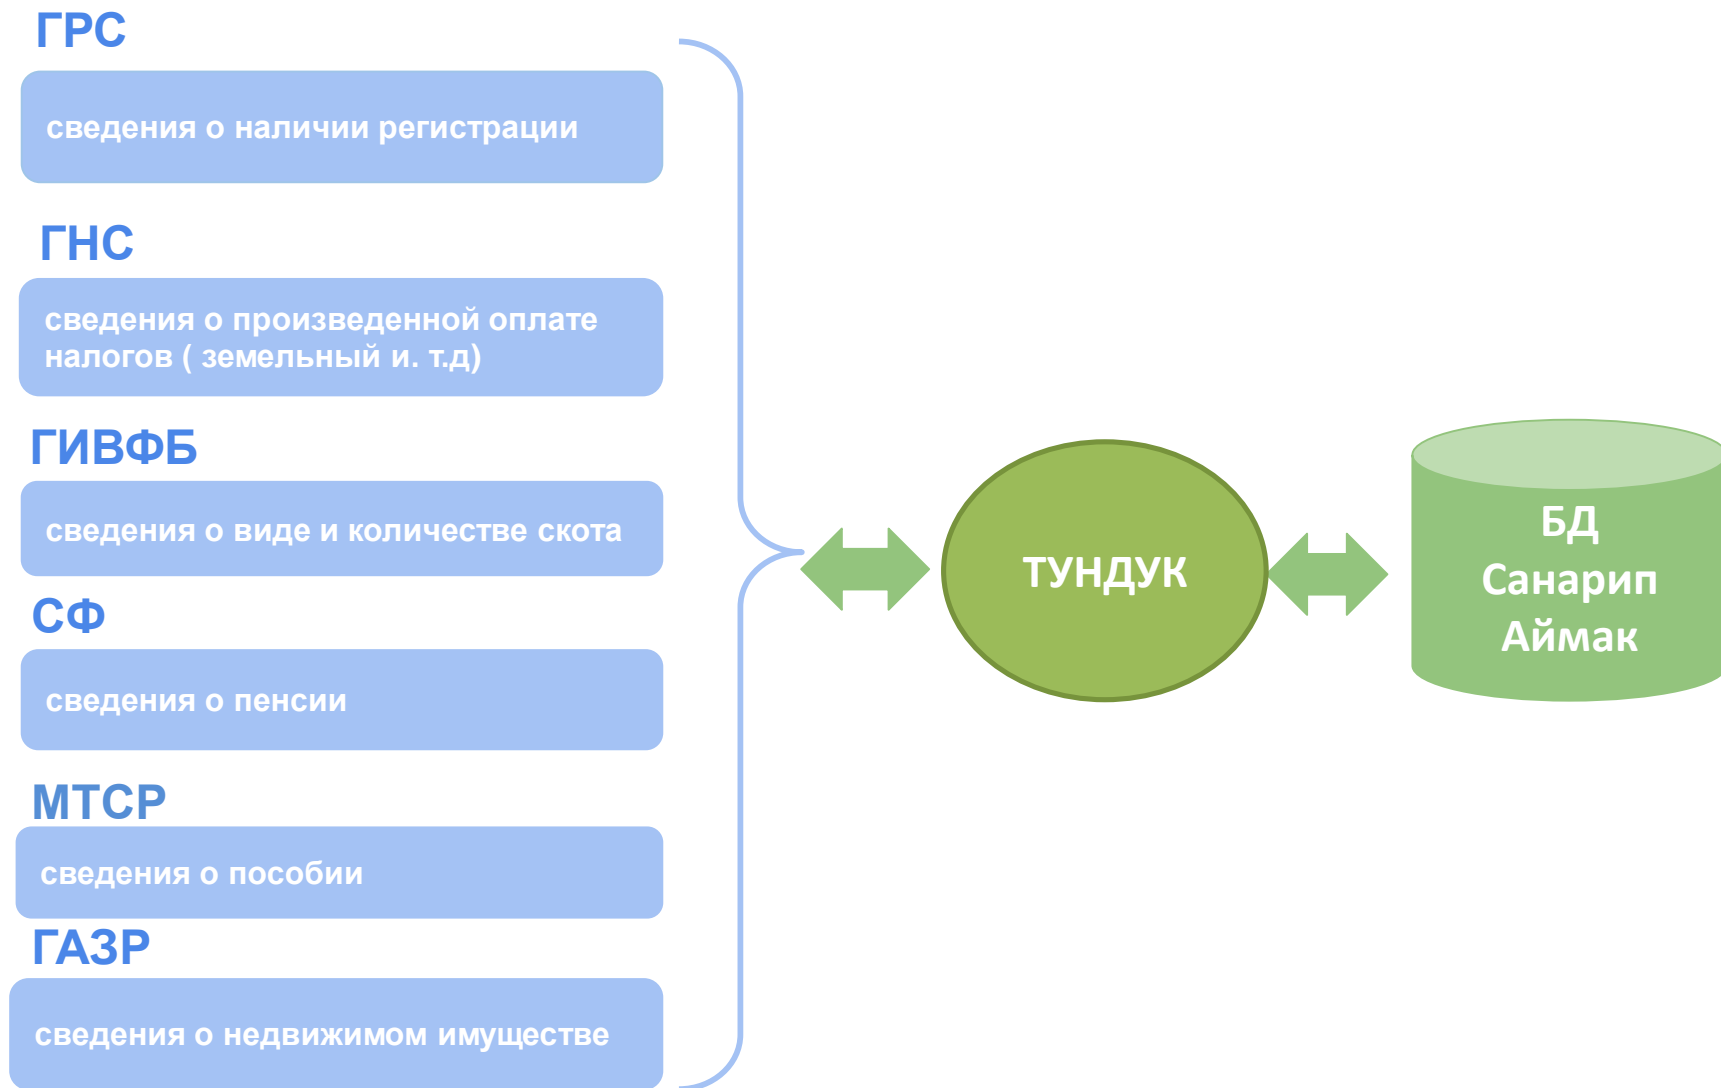 ГРС
сведения о наличии регистрации
ГНС
сведения о произведенной оплате
налогов ( земельный и. т.д)
ГИВФБ
сведения о виде и количестве скота
СФ
сведения о пенсии
МТСР
сведения о пособии
ГАЗР
сведения о недвижимом имуществе
ТУНДУК
БД
Санарип
Аймак